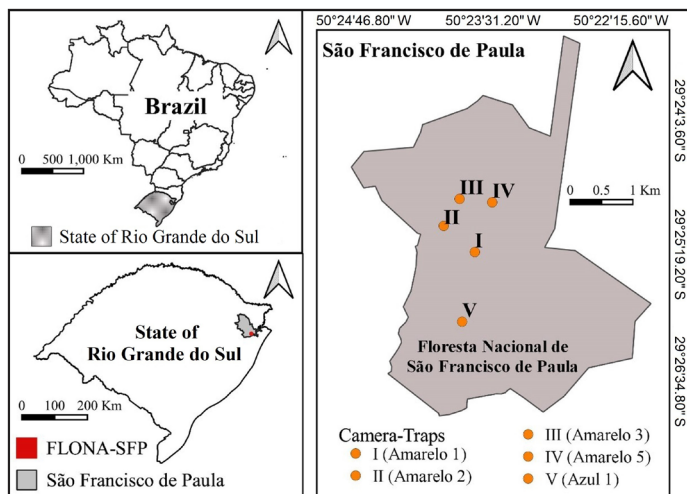 Brazil
0 500 1,000 Km
State of Rio Grande do Sul
State of
Rio Grande do Sul
0 100 200 Km
FLONA-SFP
São Francisco de Paula
50°24'46.80" W 50°23'31.20" W 50°22'15.60" W
São Francisco de Paula
29°24'3.60" S
III IV
0 0.5 1 Km
II
29°25'19.20" S
I
V
Floresta Nacional de
São Francisco de Paula
29°26'34.80" S
Camera-Traps
I (Amarelo 1)
II (Amarelo 2)
III (Amarelo 3)
IV (Amarelo 5)
V (Azul 1)